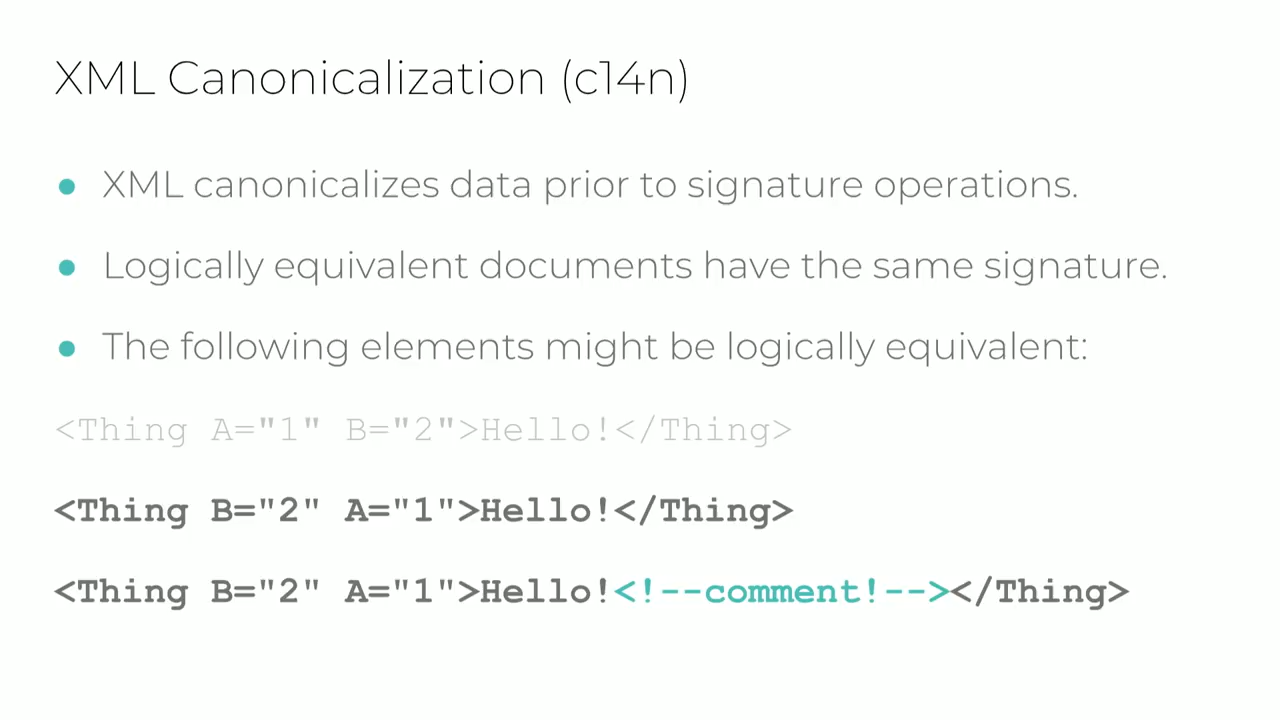 XML Canonicalization (c14n)
● XML canonicalizes data prior to signature operations.
● Logically equivalent documents have the same signature.
● The following elements might be logically equivalent:
<Thing A="1" B="2">Hello!</Thing>
<Thing B="2" A="1">Hello!</Thing>
<Thing B="2" A="1">Hello!<!--comment!--></Thing>